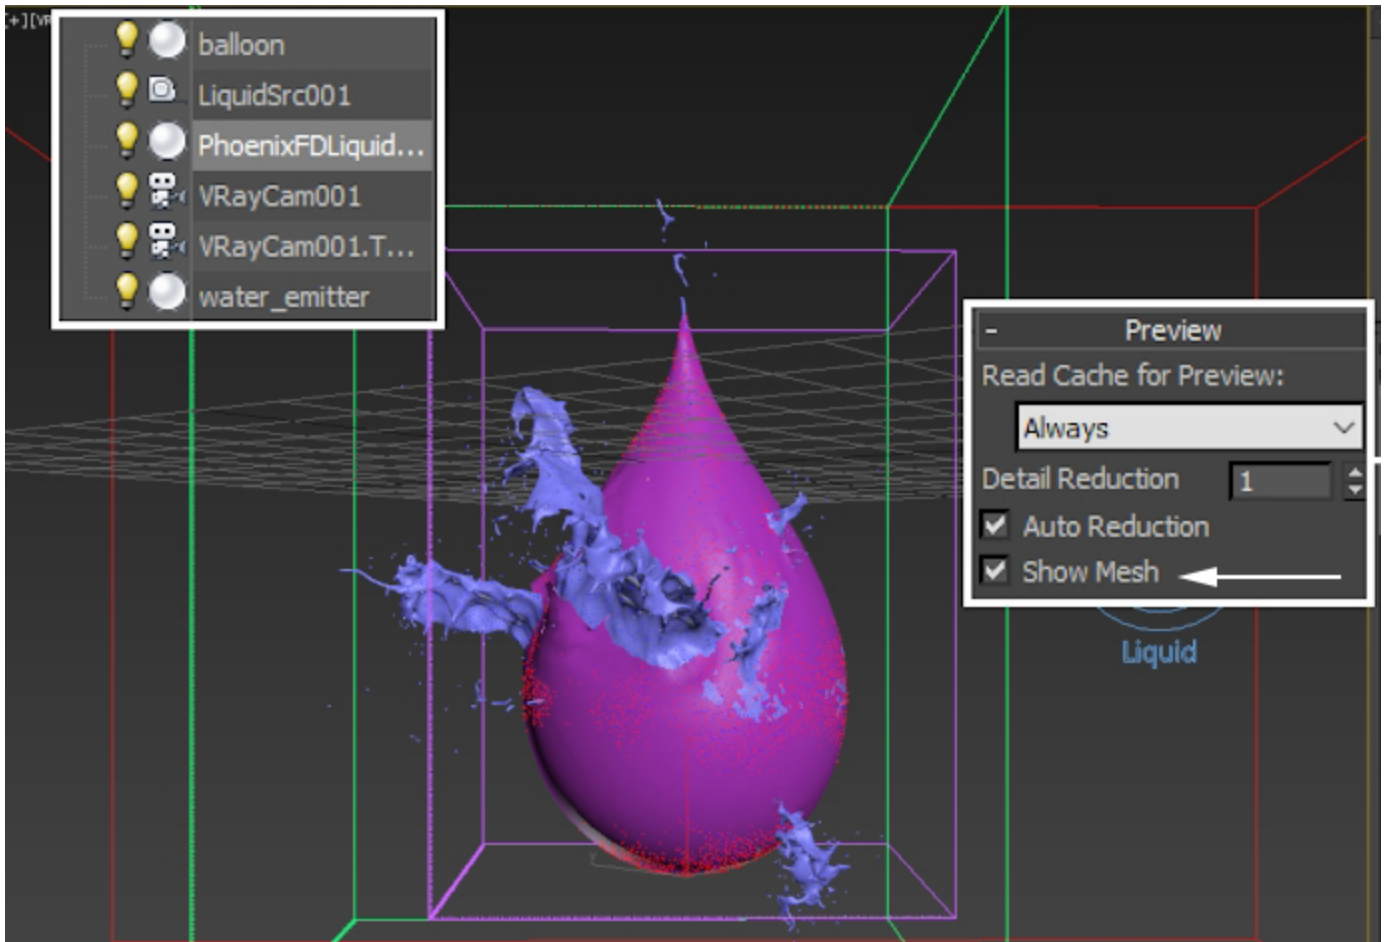 [+][VR
balloon
LiquidSrc001
PhoenixFDLiquid...
VRayCam001
VRayCam001.T...
water_emitter
- Preview
Read Cache for Preview:
Always
Detail Reduction 1
Auto Reduction
Show Mesh
Liquid